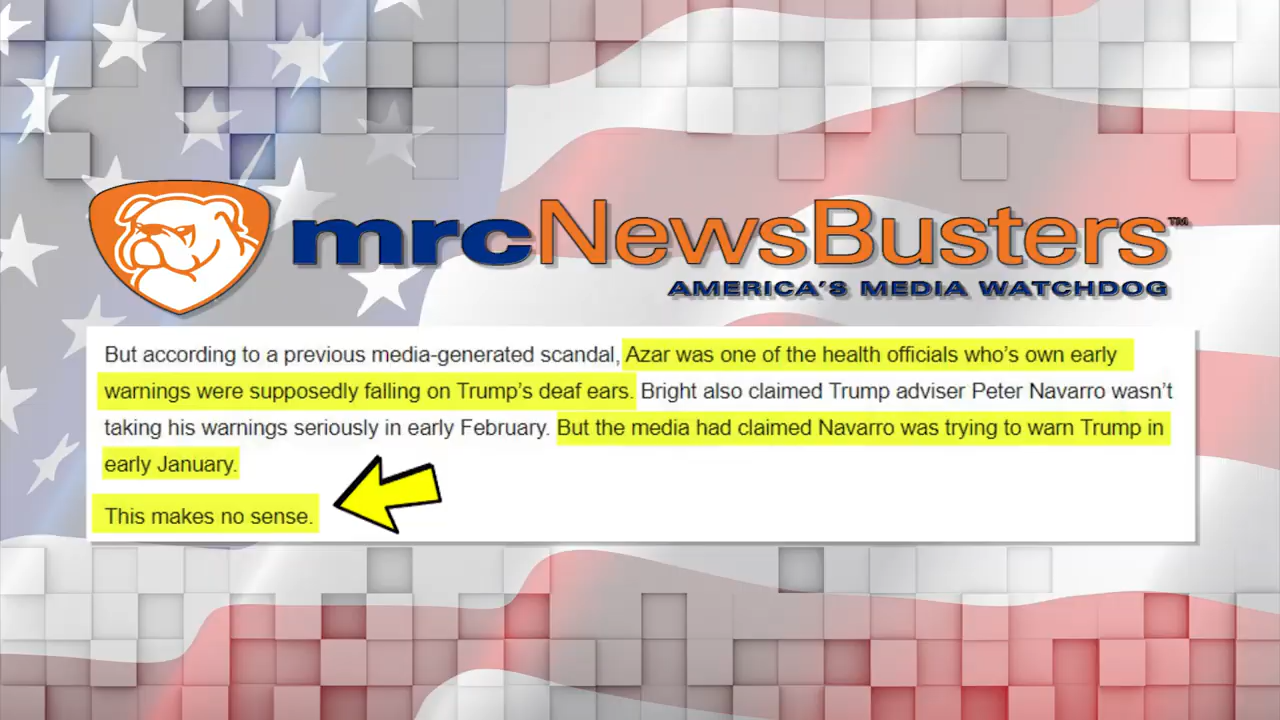 mrcNewsBusters™
AMERICA'S MEDIA WATCHDOG
But according to a previous media-generated scandal, Azar was one of the health officials who's own early
warnings were supposedly falling on Trump's deaf ears. Bright also claimed Trump adviser Peter Navarro wasn't
taking his warnings seriously in early February. But the media had claimed Navarro was trying to warn Trump in
early January.
This makes no sense.